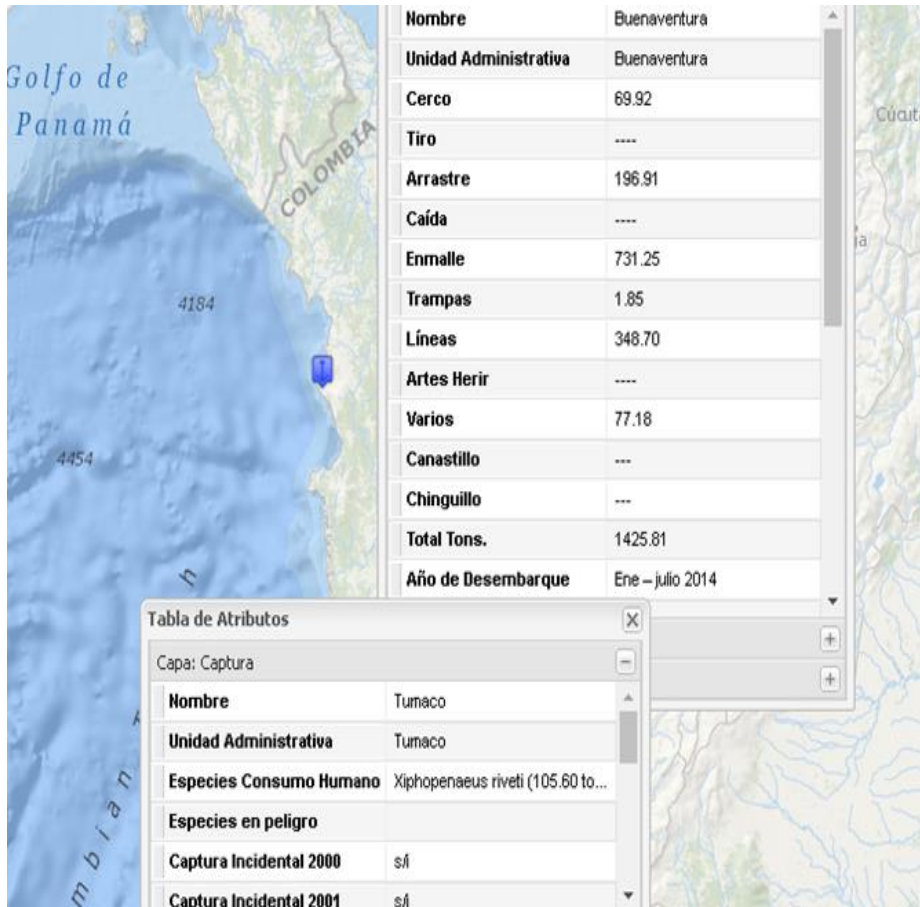 Golfo de
Panamá
COLOMBIA
4184
4454
Nombre Buenaventura
Unidad Administrativa Buenaventura
Cerco 69.92
Tiro ----
Arrastre 196.91
Caída ----
Enmalle 731.25
Trampas 1.85
Líneas 348.70
Artes Herir ----
Varios 77.18
Canastillo ---
Chinguillo ---
Total Tons. 1425.81
Año de Desembarque Ene – julio 2014
Tabla de Atributos
Capa: Captura
Nombre Tumaco
Unidad Administrativa Tumaco
Especies Consumo Humano Xiphopenaeus riveti (105.60 to...
Especies en peligro
Captura Incidental 2000 s/i
Captura Incidental 2001 s/i